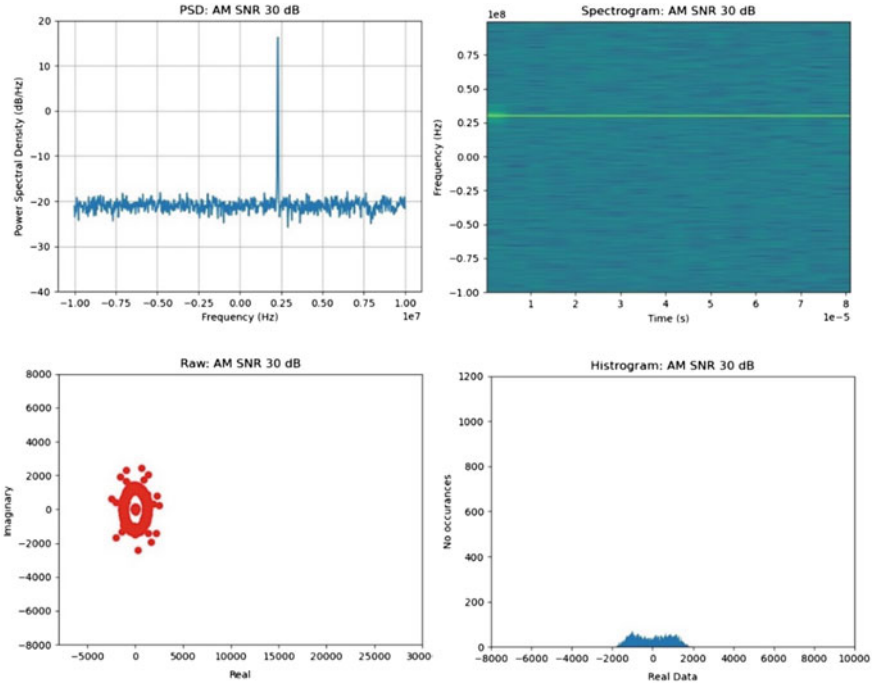 PSD: AM SNR 30 dB
20
10
0
−10
−20
−30
−40
Power Spectral Density (dB/Hz)
−1.00 −0.75 −0.50 −0.25 0.00 0.25 0.50 0.75 1.00
1e7
Frequency (Hz)
Spectrogram: AM SNR 30 dB
1e8
0.75
0.50
0.25
0.00
−0.25
−0.50
−0.75
−1.00
Frequency (Hz)
1 2 3 4 5 6 7 8
1e−5
Time (s)
Raw: AM SNR 30 dB
8000
6000
4000
2000
0
−2000
−4000
−6000
−8000
Imaginary
−5000 0 5000 10000 15000 20000 25000 30000
Real
Histrogram: AM SNR 30 dB
1200
1000
800
600
400
200
0
No occurances
−8000 −6000 −4000 −2000 0 2000 4000 6000 8000 10000
Real Data